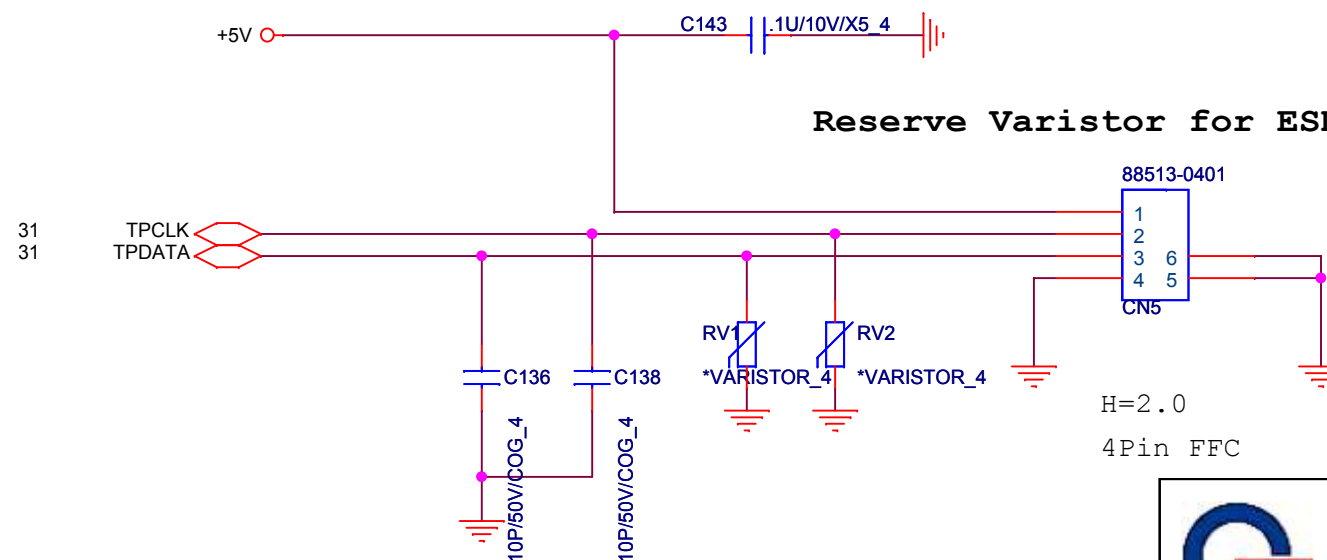 C143
.1U/10V/X5_4
+5V
Reserve Varistor for
88513-0401
31 TPCLK
31 TPDATA
1
2
3 6
4 5
CN5
RV1
RV2
*VARISTOR_4
*VARISTOR_4
C136
C138
10P/50V/COG_4
10P/50V/COG_4
H=2.0
4Pin FFC